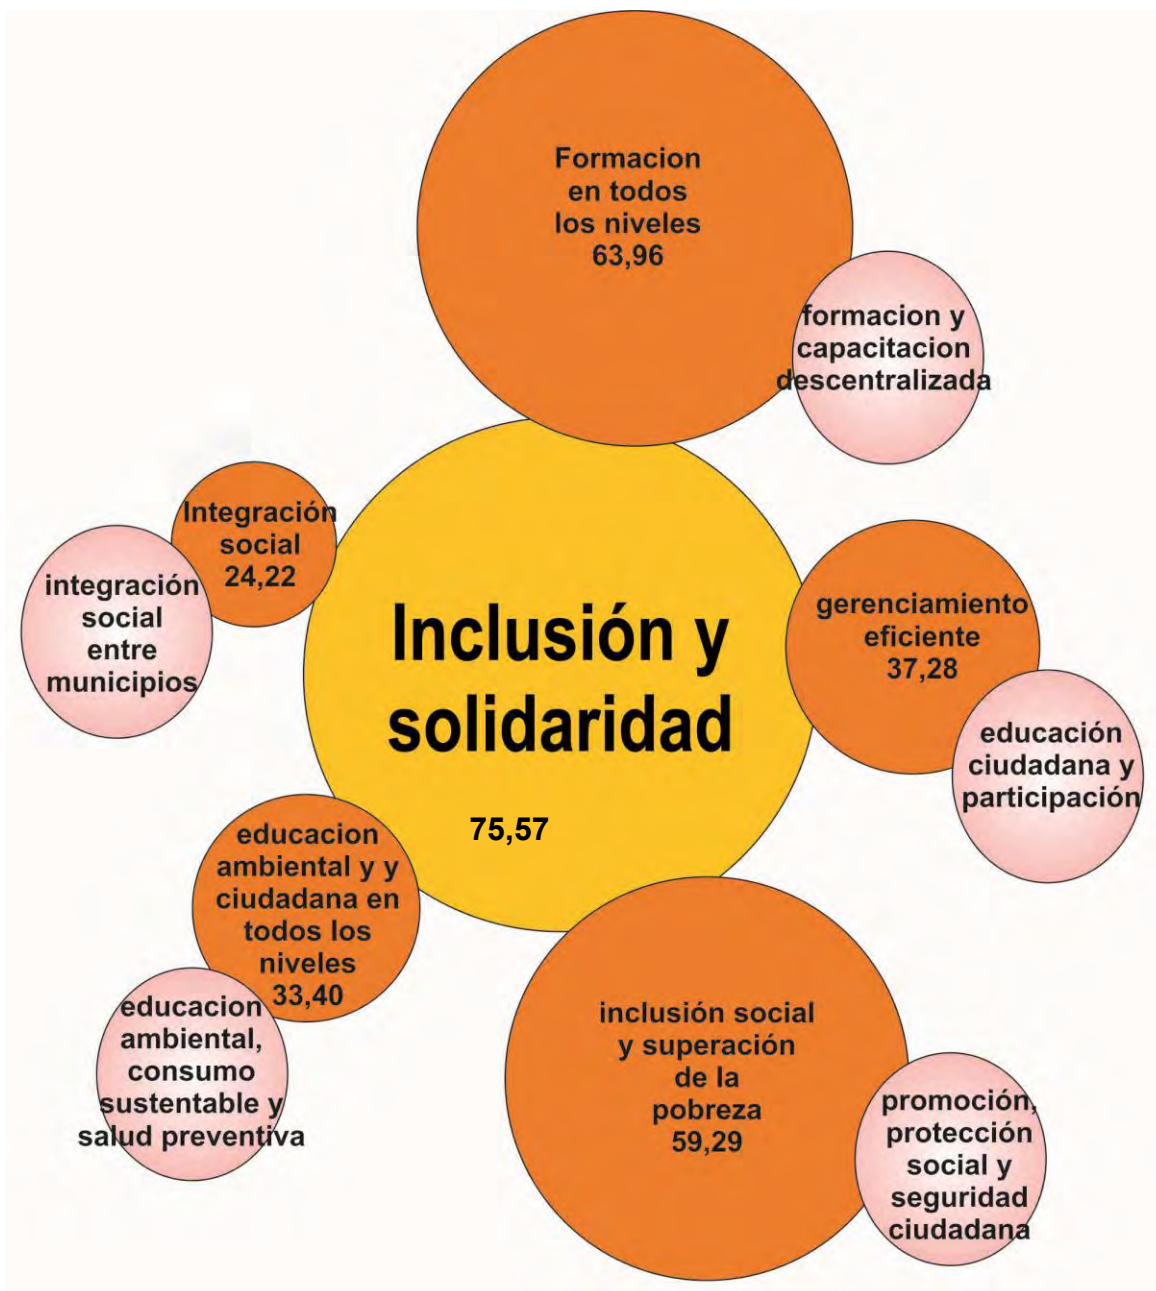 Formacion
en todos
los niveles
63,96
formacion y
capacitacion
descentralizada
Integración
social
24,22
integración
social
entre
municipios
Inclusión y
solidaridad
75,57
gerenciamiento
eficiente
37,28
educación
ciudadana y
participación
educacion
ambiental y y
ciudadana en
todos los
niveles
33,40
educacion
ambiental,
consumo
sustentable y
salud preventiva
inclusión social
y superación
de la
pobreza
59,29
promoción,
protección
social y
seguridad
ciudadana